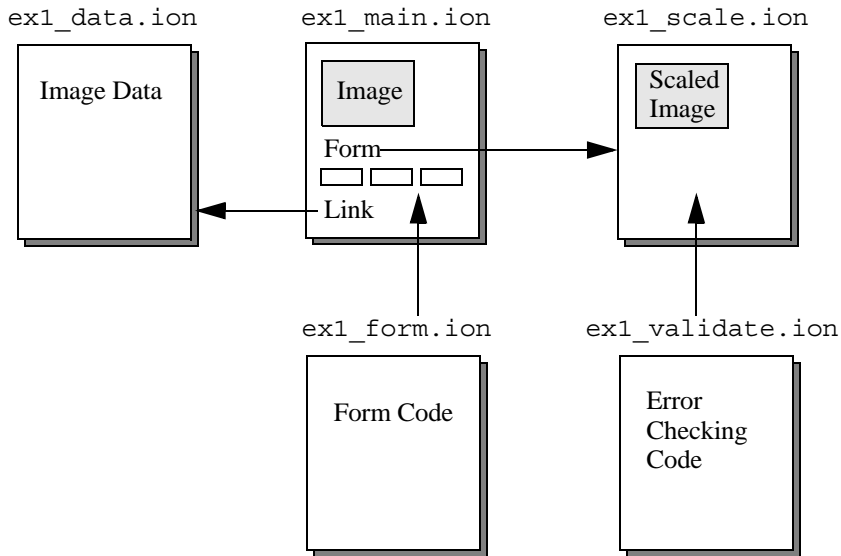 ex1_data.ion
ex1_main.ion
ex1_scale.ion
Image Data
Image
Form
Link
Scaled
Image
ex1_form.ion
ex1_validate.ion
Form Code
Error
Checking
Code